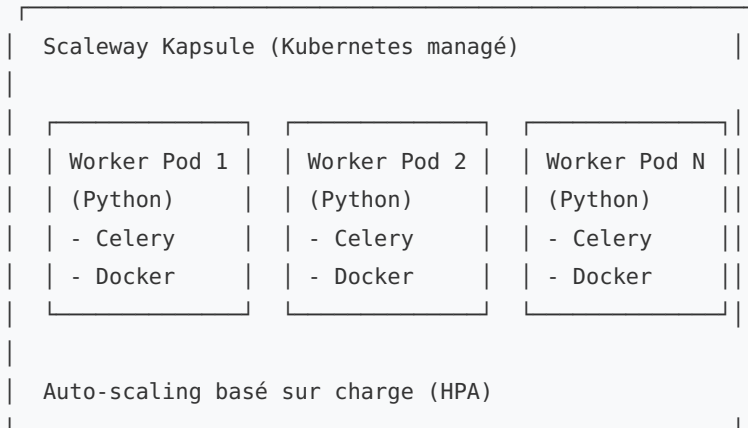 Scaleway Kapsule (Kubernetes managé)
Worker Pod 1 Worker Pod 2 Worker Pod N
(Python) (Python) (Python)
- Celery - Celery - Celery
- Docker - Docker - Docker
Auto-scaling basé sur charge (HPA)